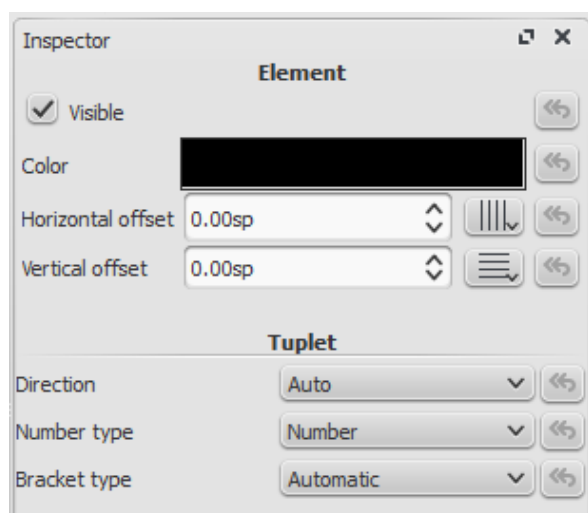 Inspector
Element
Visible
Color
Horizontal offset 0.00sp
Vertical offset 0.00sp
Tuplet
Direction Auto
Number type Number
Bracket type Automatic